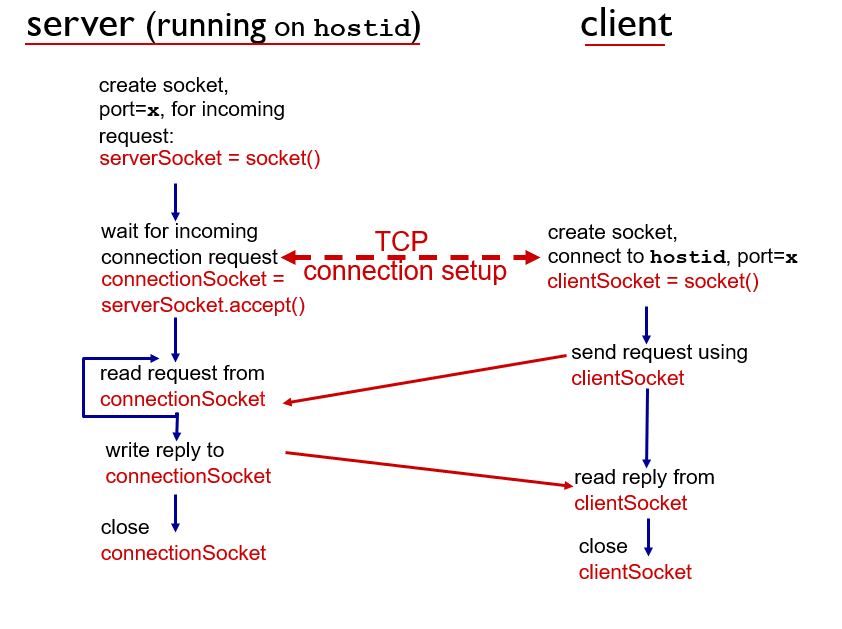 server (running on hostid)
client
create socket,
port=x, for incoming
request:
serverSocket = socket()
wait for incoming
connection request
connectionSocket =
serverSocket.accept()
TCP
connection setup
create socket,
connect to hostid, port=x
clientSocket = socket()
send request using
clientSocket
read request from
connectionSocket
write reply to
connectionSocket
read reply from
clientSocket
close
connectionSocket
close
clientSocket